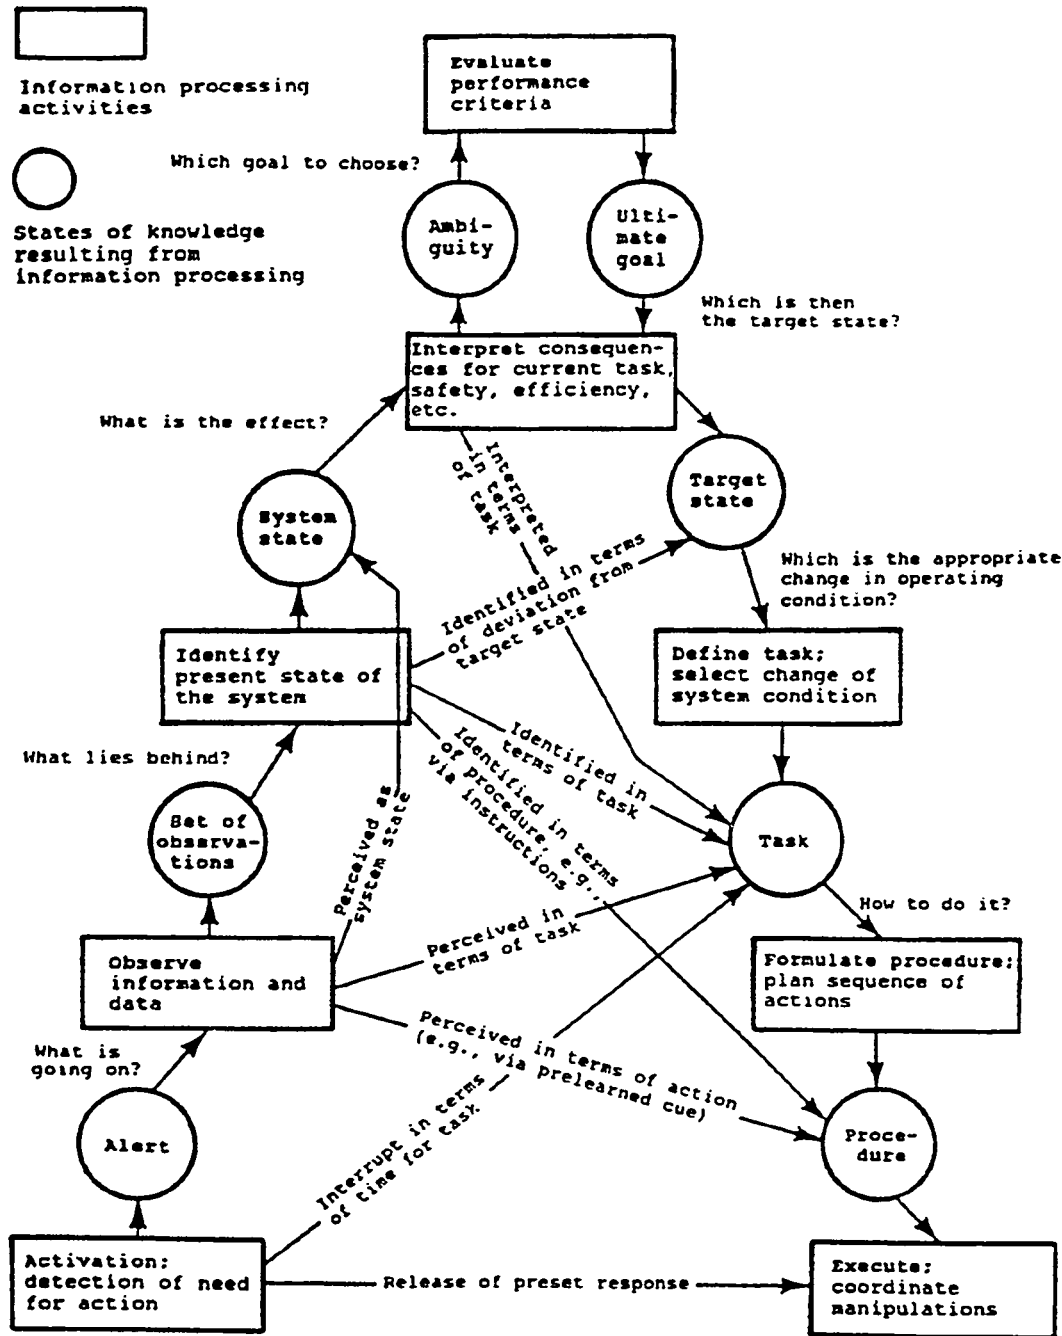 Information processing
activities
States of knowledge
resulting from
information processing
Evaluate
performance
criteria
Which goal to choose?
Ambi-
guity
Ulti-
mate
goal
Which is then
the target state?
Interpret consequen-
ces for current task,
safety, efficiency,
etc.
What is the effect?
System
state
Target
state
Interpreted
in terms
of task
Identified in terms
of deviation from
target state
Which is the appropriate
change in operating
condition?
Identify
present state of
the system
Define task;
select change of
system condition
What lies behind?
Identified in
terms of task
Identified in terms
of procedure, e.g.,
via instructions
Set of
observa-
tions
Perceived as
system state
Task
How to do it?
Perceived in
terms of task
Observe
information and
data
Formulate procedure;
plan sequence of
actions
What is
going on?
Perceived in terms of action
(e.g., via prelearned cue)
Alert
Interrupt in terms
of time for task
Proce-
dure
Activation;
detection of need
for action
Release of preset response
Execute;
coordinate
manipulations